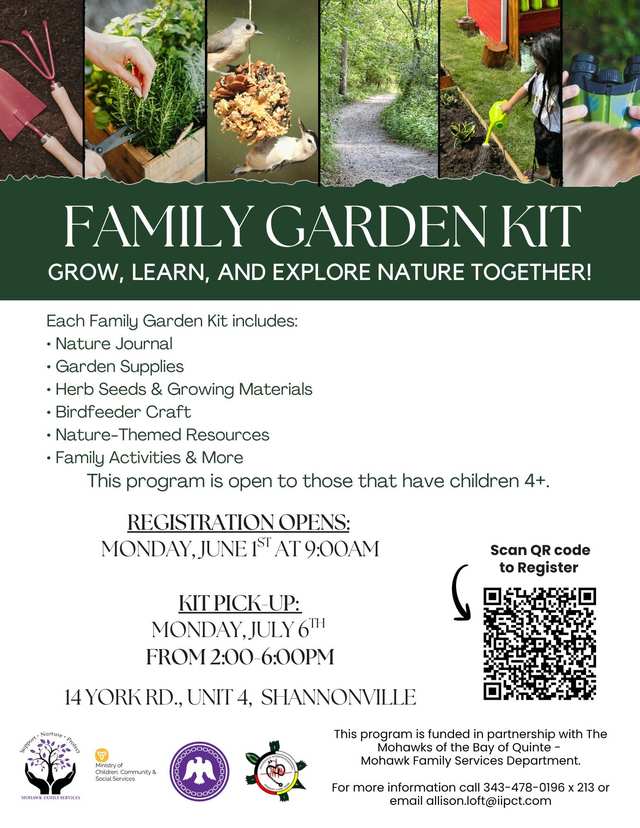 FAMILY GARDEN KIT
GROW, LEARN, AND EXPLORE NATURE TOGETHER!
Each Family Garden Kit includes:
• Nature Journal
• Garden Supplies
• Herb Seeds & Growing Materials
• Birdfeeder Craft
• Nature-Themed Resources
• Family Activities & More
This program is open to those that have children 4+.
REGISTRATION OPENS:
MONDAY, JUNE 1ST AT 9:00AM
KIT PICK-UP:
MONDAY, JULY 6TH
FROM 2:00-6:00PM
14 YORK RD., UNIT 4, SHANNONVILLE
Scan QR code
to Register
Support • Nurture • Protect
MOHAWK FAMILY SERVICES
Ministry of
Children, Community &
Social Services
This program is funded in partnership with The
Mohawks of the Bay of Quinte -
Mohawk Family Services Department.
For more information call 343-478-0196 x 213 or
email allison.loft@iipct.com